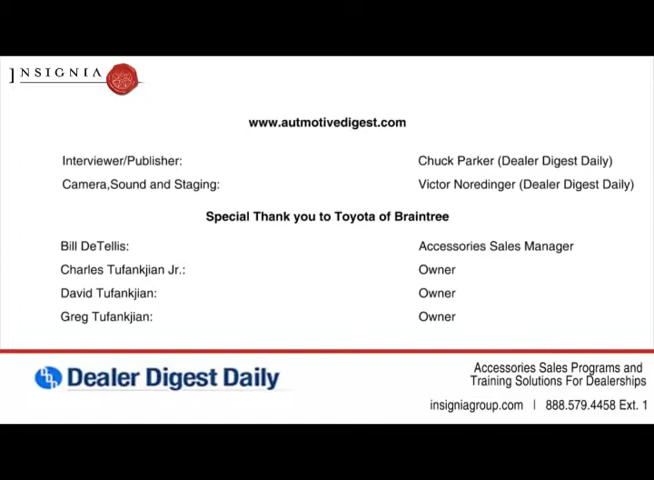 INSIGNIA
www.autmotivedigest.com
Interviewer/Publisher: Chuck Parker (Dealer Digest Daily)
Camera,Sound and Staging: Victor Noredinger (Dealer Digest Daily)
Special Thank you to Toyota of Braintree
Bill DeTellis: Accessories Sales Manager
Charles Tufankjian Jr.: Owner
David Tufankjian: Owner
Greg Tufankjian: Owner
DDD Dealer Digest Daily
Accessories Sales Programs and
Training Solutions For Dealerships
insigniagroup.com | 888.579.4458 Ext. 1